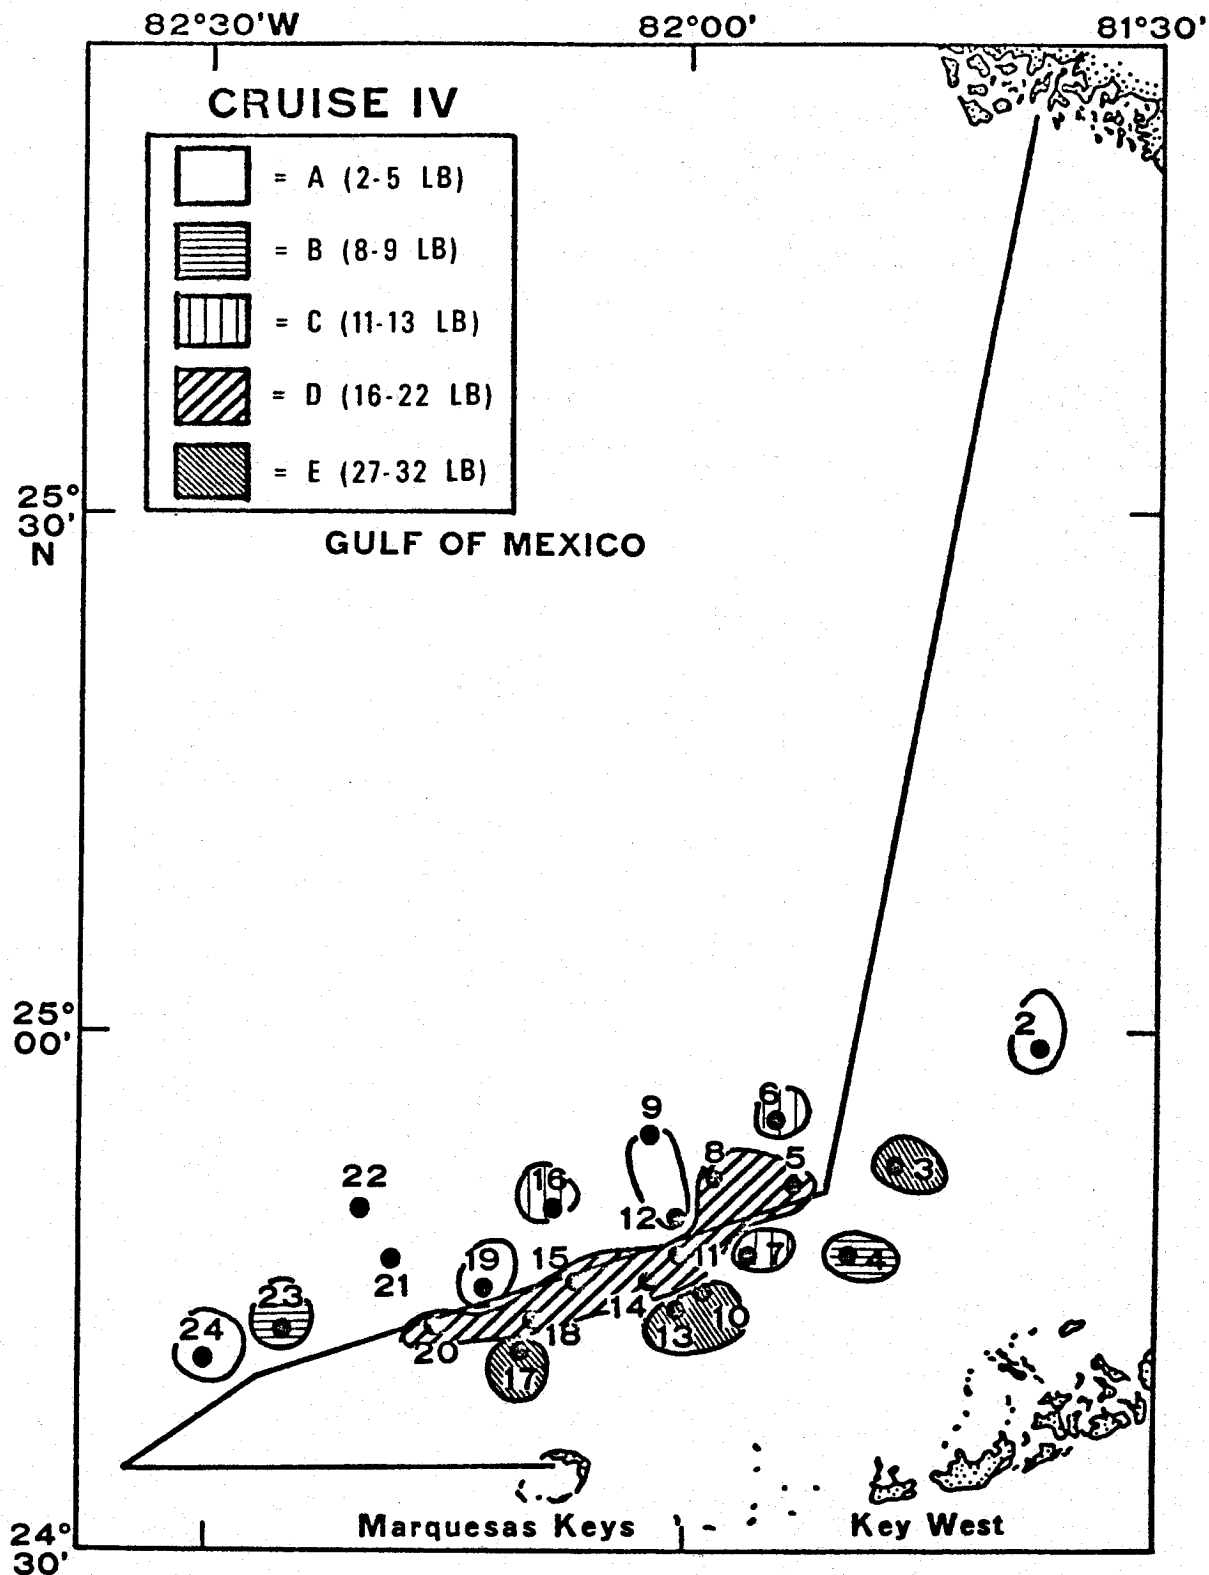 82°30'W 82°00' 81°30'
CRUISE IV
= A (2-5 LB)
= B (8-9 LB)
= C (11-13 LB)
= D (16-22 LB)
= E (27-32 LB)
25°
30'
N
GULF OF MEXICO
25°
00'
2
6
9
8
5
3
22
16
12
19
15
11
7
4
21
23
14
10
24
20
18
13
17
Marquesas Keys
Key West
24°
30'